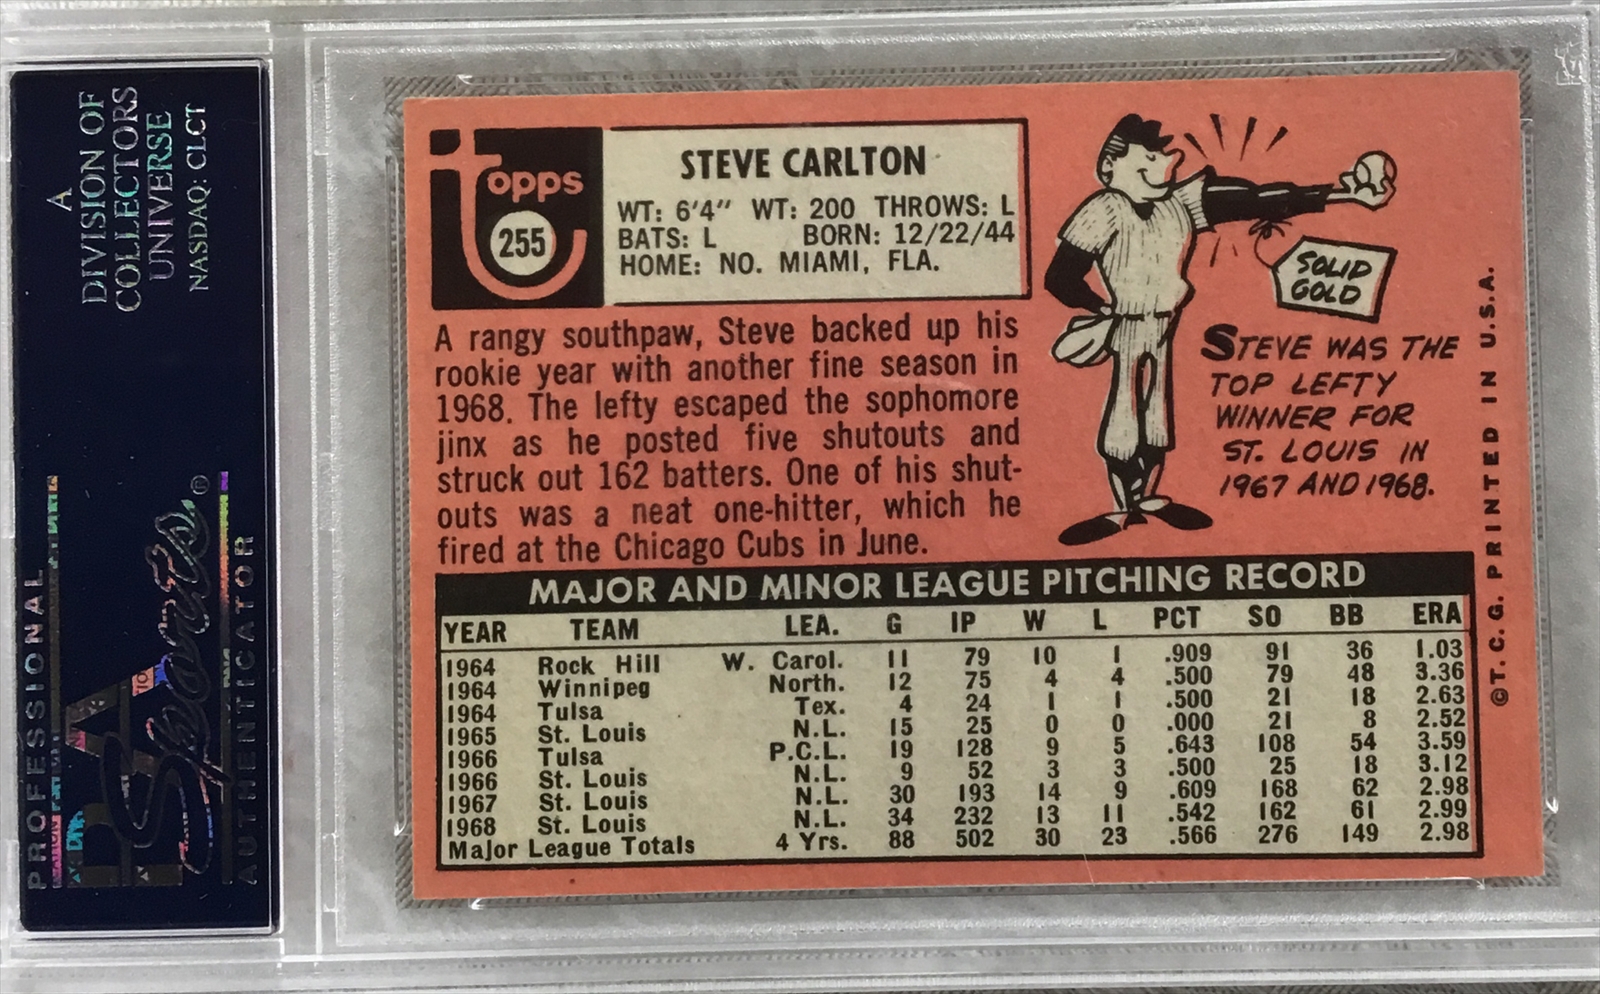 A
DIVISION OF
COLLECTORS
UNIVERSE
NASDAQ: CLCT
PROFESSIONAL
PSA
Sports®
AUTHENTICATOR
Topps
255
STEVE CARLTON
WT: 6'4" WT: 200 THROWS: L
BATS: L BORN: 12/22/44
HOME: NO. MIAMI, FLA.
A rangy southpaw, Steve backed up his
rookie year with another fine season in
1968. The lefty escaped the sophomore
jinx as he posted five shutouts and
struck out 162 batters. One of his shut-
outs was a neat one-hitter, which he
fired at the Chicago Cubs in June.
SOLID
GOLD
STEVE WAS THE
TOP LEFTY
WINNER FOR
ST. LOUIS IN
1967 AND 1968.
MAJOR AND MINOR LEAGUE PITCHING RECORD
YEAR TEAM LEA. G IP W L PCT SO BB ERA
1964 Rock Hill W. Carol. 11 79 10 1 .909 91 36 1.03
1964 Winnipeg North. 12 75 4 4 .500 79 48 3.36
1964 Tulsa Tex. 4 24 1 1 .500 21 18 2.63
1965 St. Louis N.L. 15 25 0 0 .000 21 8 2.52
1966 Tulsa P.C.L. 19 128 9 5 .643 108 54 3.59
1966 St. Louis N.L. 9 52 3 3 .500 25 18 3.12
1967 St. Louis N.L. 30 193 14 9 .609 168 62 2.98
1968 St. Louis N.L. 34 232 13 11 .542 162 61 2.99
Major League Totals 4 Yrs. 88 502 30 23 .566 276 149 2.98
©T.C.G. PRINTED IN U.S.A.